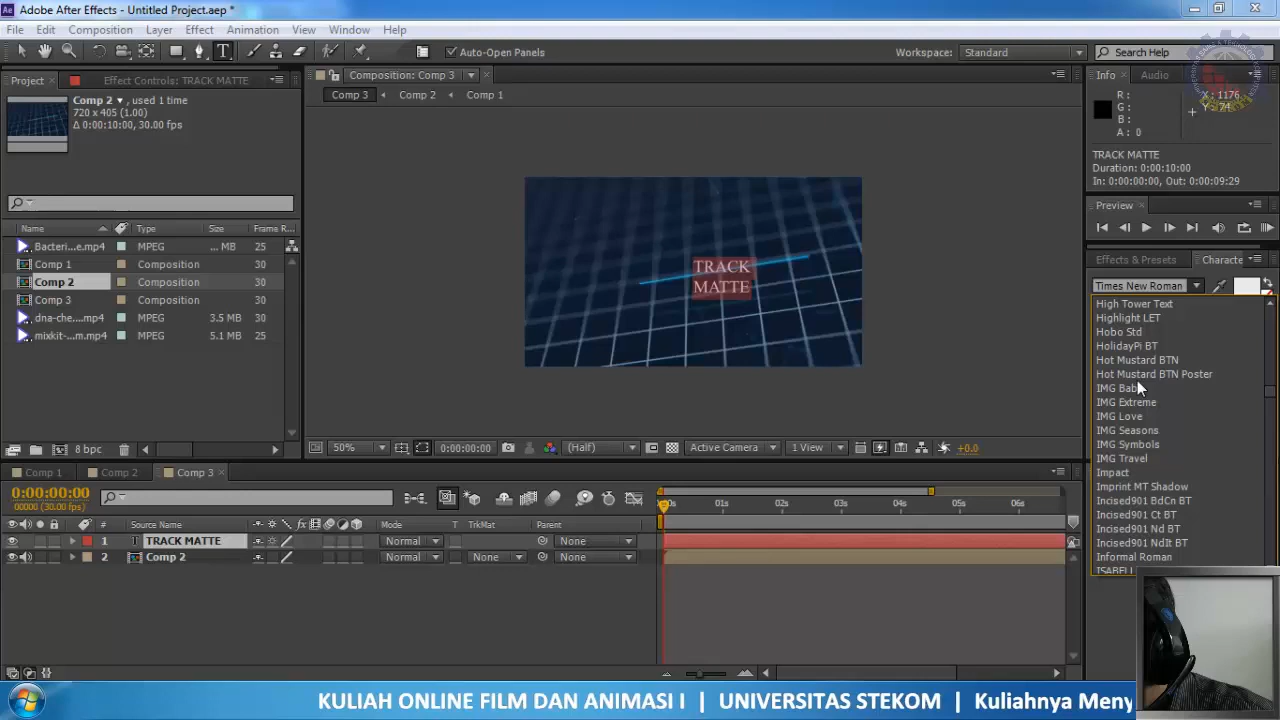 Adobe After Effects - Untitled Project.aep *
File Edit Composition Layer Effect Animation View Window Help
Auto-Open Panels
Workspace: Standard
Search Help
Project Effect Controls: TRACK MATTE
Comp 2 , used 1 time
720 x 405 (1.00)
Δ 0:00:10:00, 30.00 fps
Name Type Size Frame R...
Bacteri...e.mp4 MPEG ... MB 25
Comp 1 Composition 30
Comp 2 Composition 30
Comp 3 Composition 30
dna-che....mp4 MPEG 3.5 MB 30
mixkit-...m.mp4 MPEG 5.1 MB 25
8 bpc
Composition: Comp 3
Comp 3 Comp 2 Comp 1
TRACK
MATTE
50% 0:00:00:00 (Half) Active Camera 1 View +0.0
Info Audio
R : X: 1176
G : Y: 74
B :
A : 0
TRACK MATTE
Duration: 0:00:10:00
In: 0:00:00:00, Out: 0:00:09:29
Preview
Effects & Presets Characte
Times New Roman
High Tower Text
Highlight LET
Hobo Std
HolidayPi BT
Hot Mustard BTN
Hot Mustard BTN Poster
IMG Bab
IMG Extreme
IMG Love
IMG Seasons
IMG Symbols
IMG Travel
Impact
Imprint MT Shadow
Incised901 BdCn BT
Incised901 Ct BT
Incised901 Nd BT
Incised901 NdIt BT
Informal Roman
ISABELL
Comp 1 Comp 2 Comp 3
0:00:00:00
00000 (30.00 fps)
# Source Name Mode T TrkMat Parent
00s 01s 02s 03s 04s 05s 06s
1 T TRACK MATTE Normal None
2 Comp 2 Normal None None
KULIAH ONLINE FILM DAN ANIMASI I | UNIVERSITAS STEKOM | Kuliahnya Meny